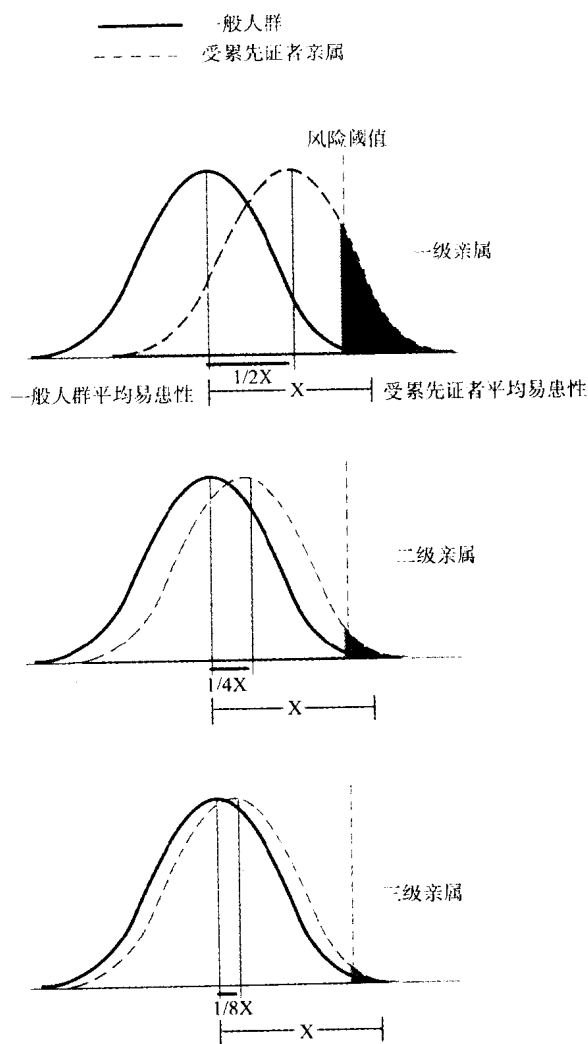 一般人群
受累先证者亲属
风险阈值
一级亲属
1/2X
X
一般人群平均易患性
受累先证者平均易患性
二级亲属
1/4X
X
三级亲属
1/8X
X